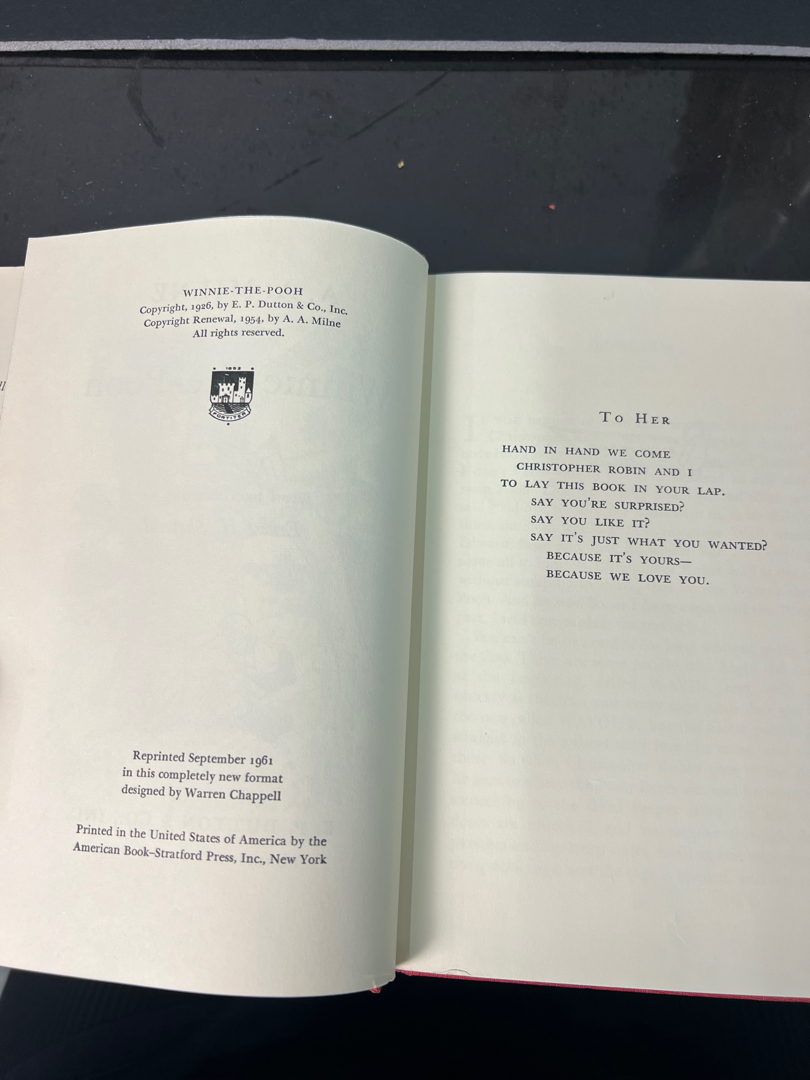 WINNIE-THE-POOH
Copyright, 1926, by E. P. Dutton & Co., Inc.
Copyright Renewal, 1954, by A. A. Milne
All rights reserved.
1852
FORTITER
Reprinted September 1961
in this completely new format
designed by Warren Chappell
Printed in the United States of America by the
American Book–Stratford Press, Inc., New York
To Her
HAND IN HAND WE COME
CHRISTOPHER ROBIN AND I
TO LAY THIS BOOK IN YOUR LAP.
SAY YOU'RE SURPRISED?
SAY YOU LIKE IT?
SAY IT'S JUST WHAT YOU WANTED?
BECAUSE IT'S YOURS—
BECAUSE WE LOVE YOU.